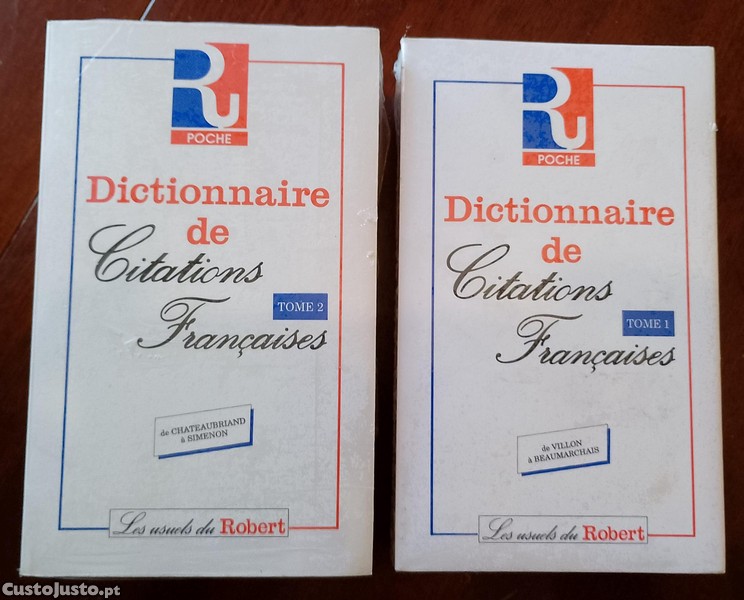 Ru
POCHE
Dictionnaire
de
Citations
TOME 2
Françaises
de CHATEAUBRIAND
à SIMENON
Les usuels du Robert
Ru
POCHE
Dictionnaire
de
Citations
TOME 1
Françaises
de VILLON
à BEAUMARCHAIS
Les usuels du Robert
CustoJusto.pt